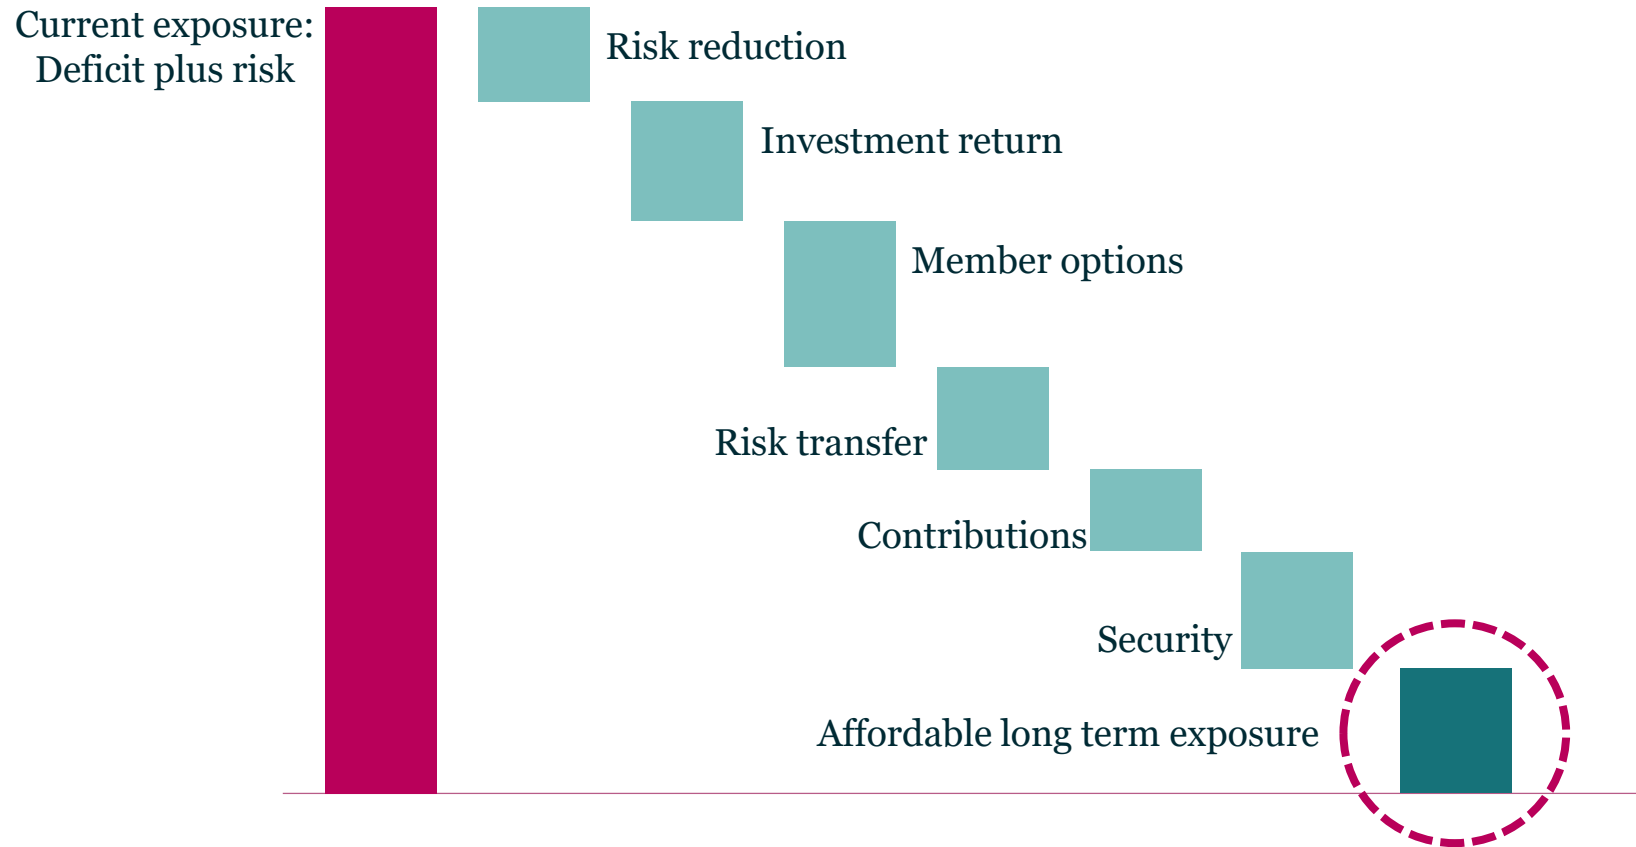 Current exposure:
Deficit plus risk
Risk reduction
Investment return
Member options
Risk transfer
Contributions
Security
Affordable long term exposure